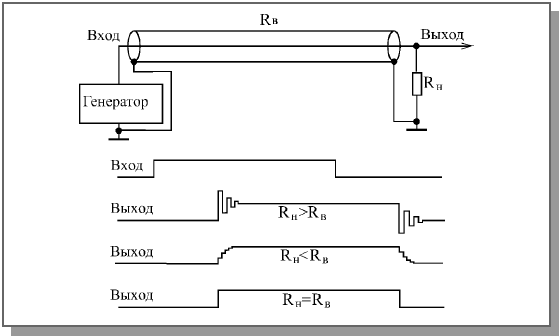 Rв
Вход
Выход
Генератор
Rн
Вход
Выход
Rн>Rв
Выход
Rн<Rв
Выход
Rн=Rв